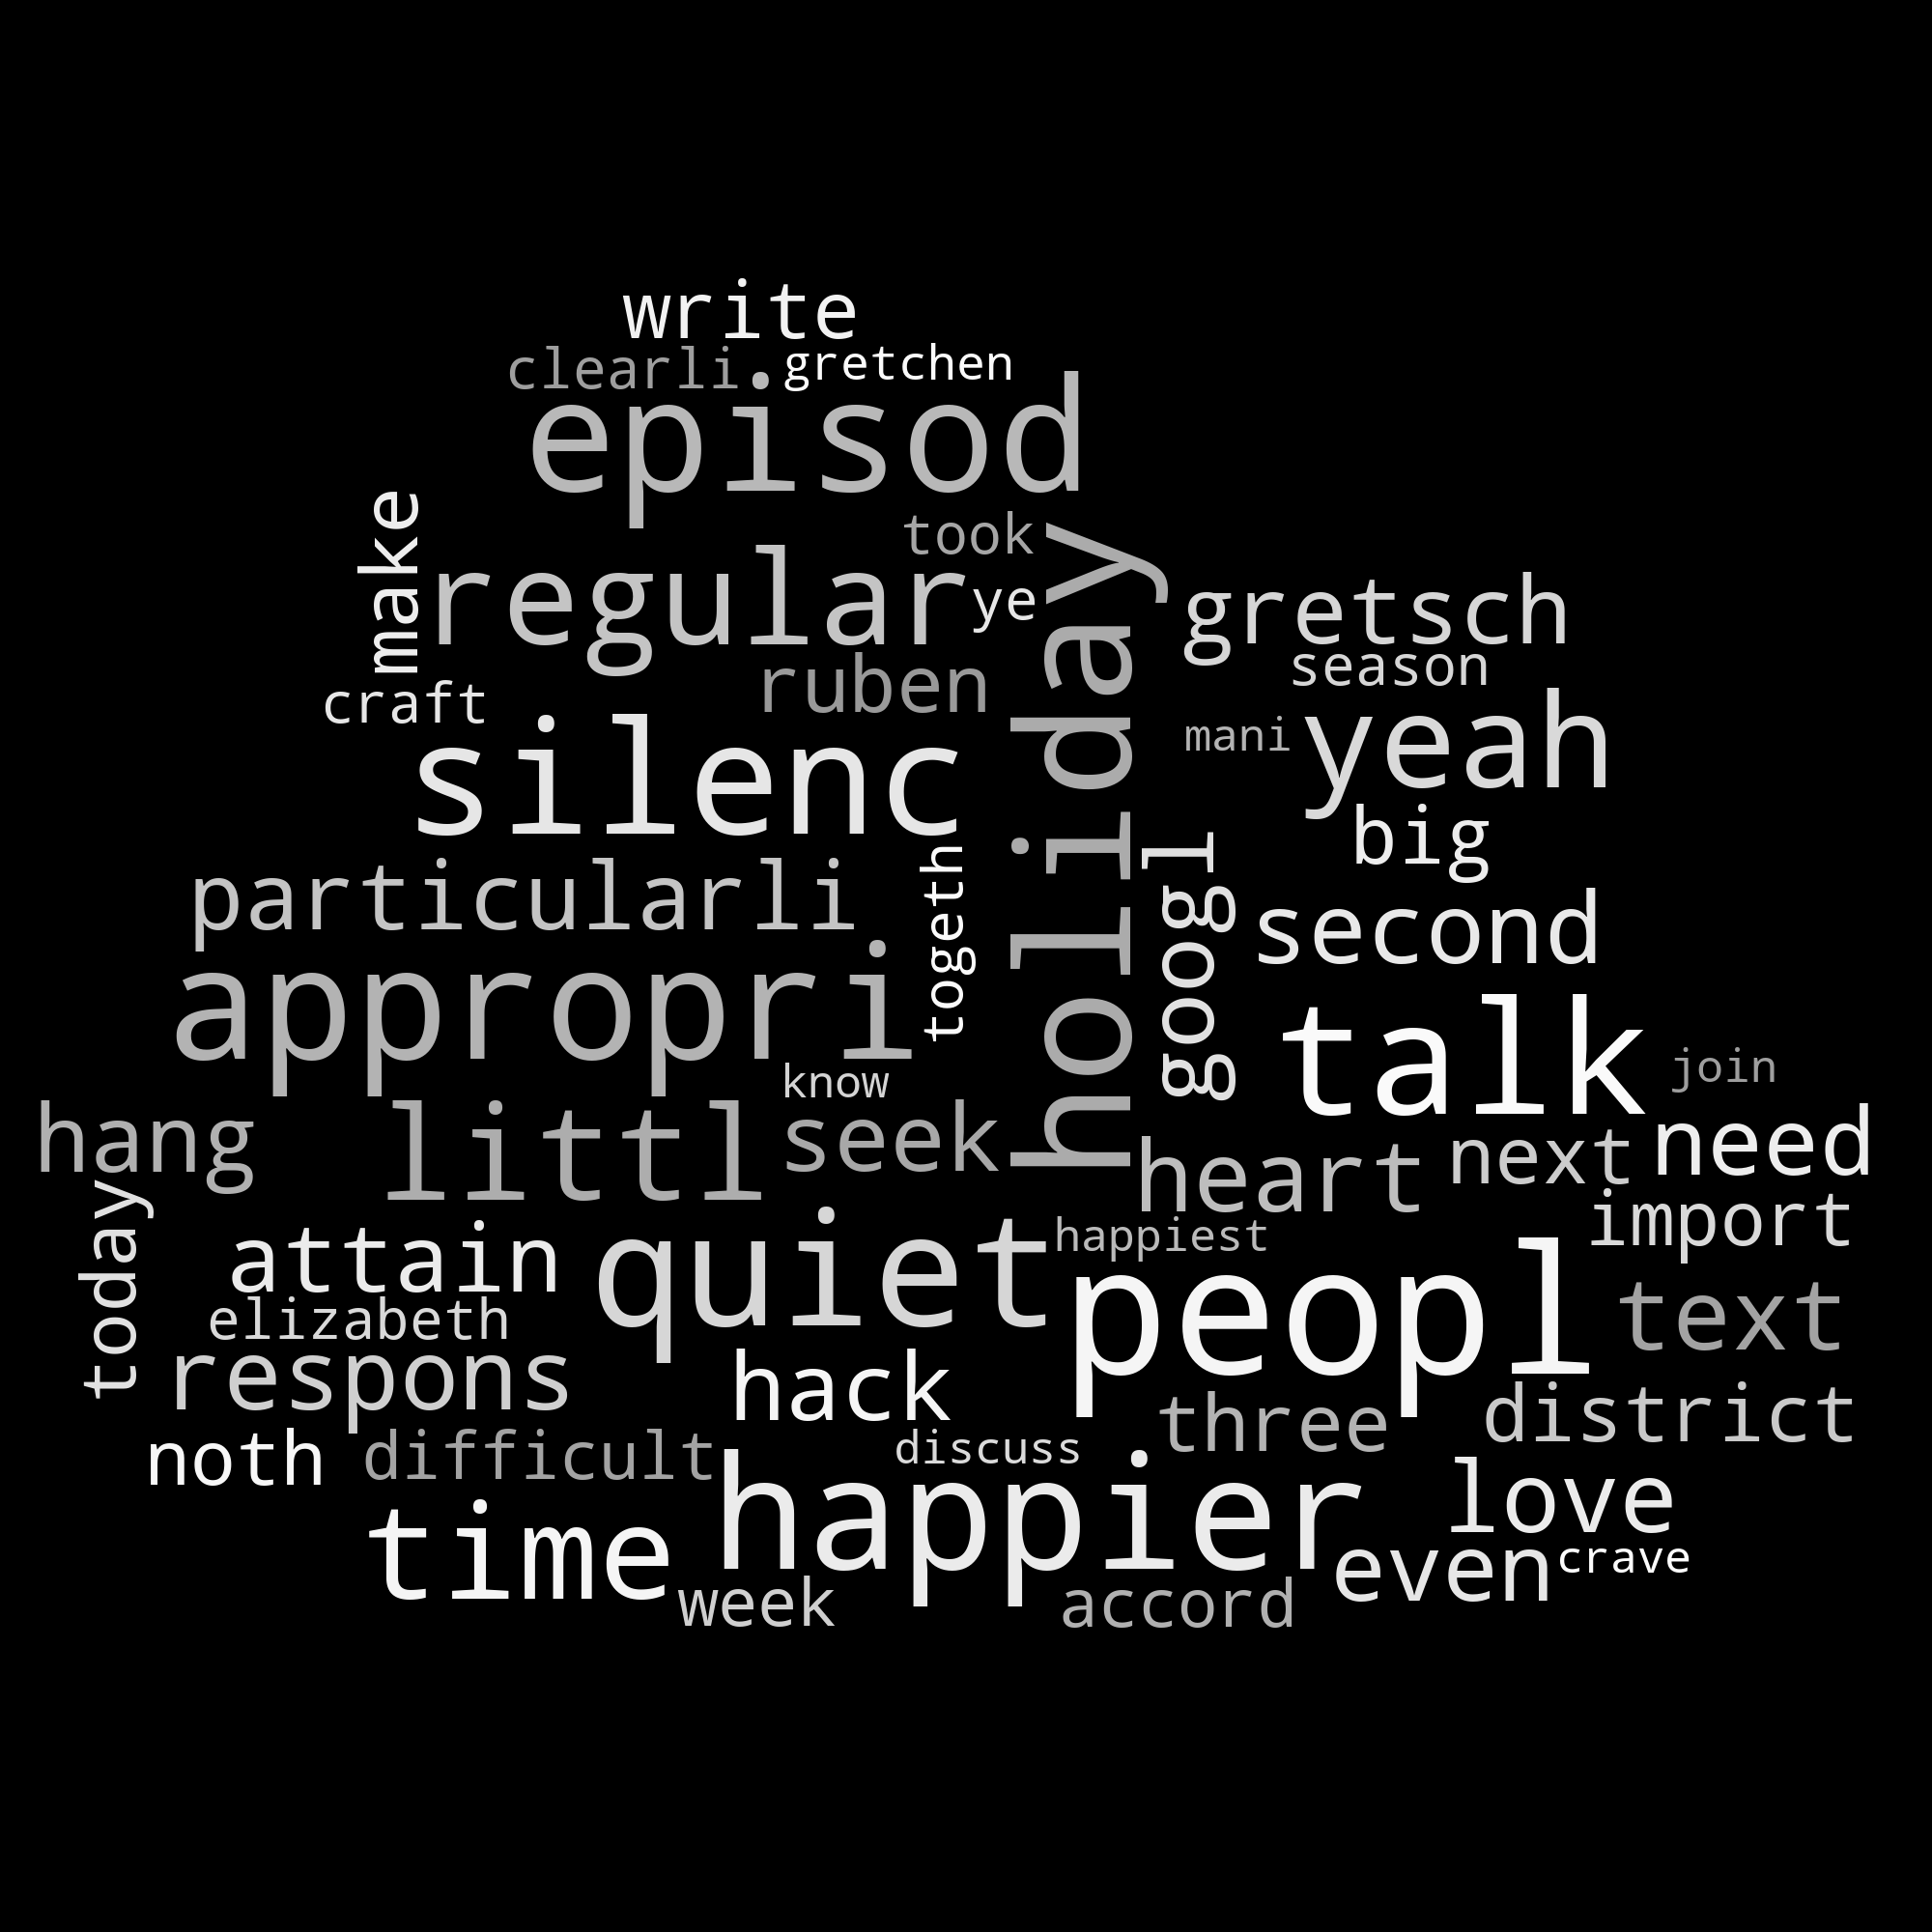 write
clearli
gretchen
episod
make
took
holiday
regular
ye
gretsch
ruben
season
craft
silenc
mani
yeah
big
particularli
togeth
googl
second
appropri
talk
know
join
hang
littl
seek
heart
next
need
today
attain
quiet
happiest
import
elizabeth
peopl
text
respons
hack
three
district
noth
difficult
discuss
happier
love
time
even
crave
week
accord